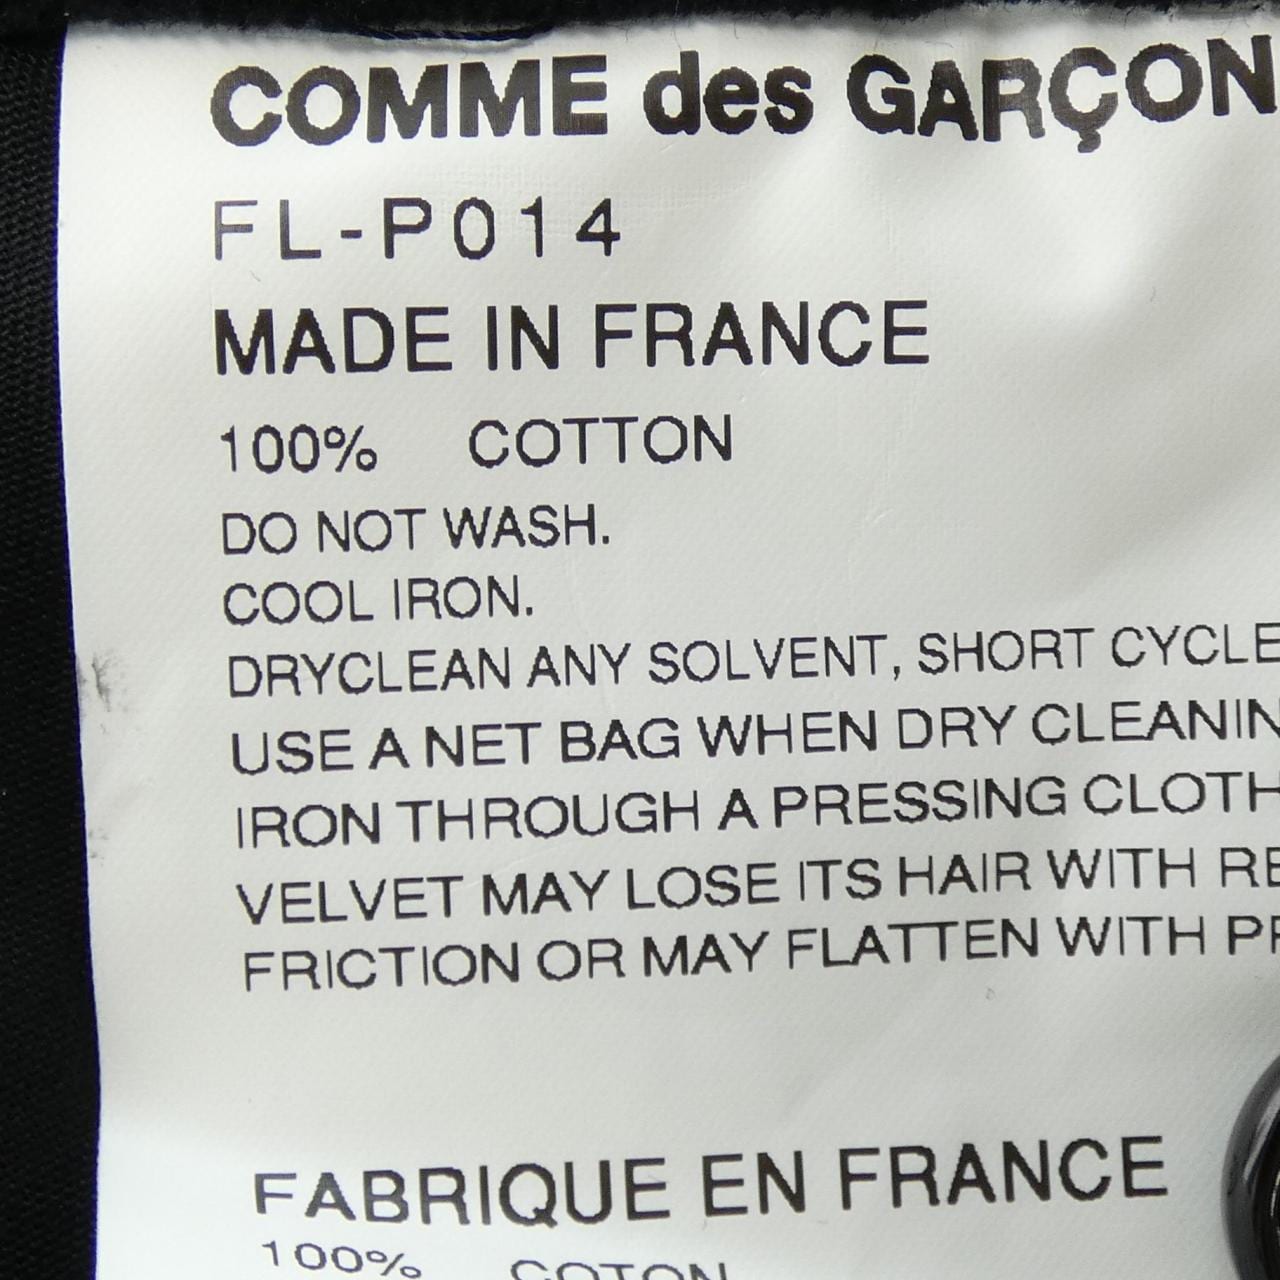 COMME des GARÇON
FL-P014
MADE IN FRANCE
100% COTTON
DO NOT WASH.
COOL IRON.
DRYCLEAN ANY SOLVENT, SHORT CYCLE
USE A NET BAG WHEN DRY CLEANIN
IRON THROUGH A PRESSING CLOTH
VELVET MAY LOSE ITS HAIR WITH RE
FRICTION OR MAY FLATTEN WITH PR
FABRIQUE EN FRANCE
100% COTON